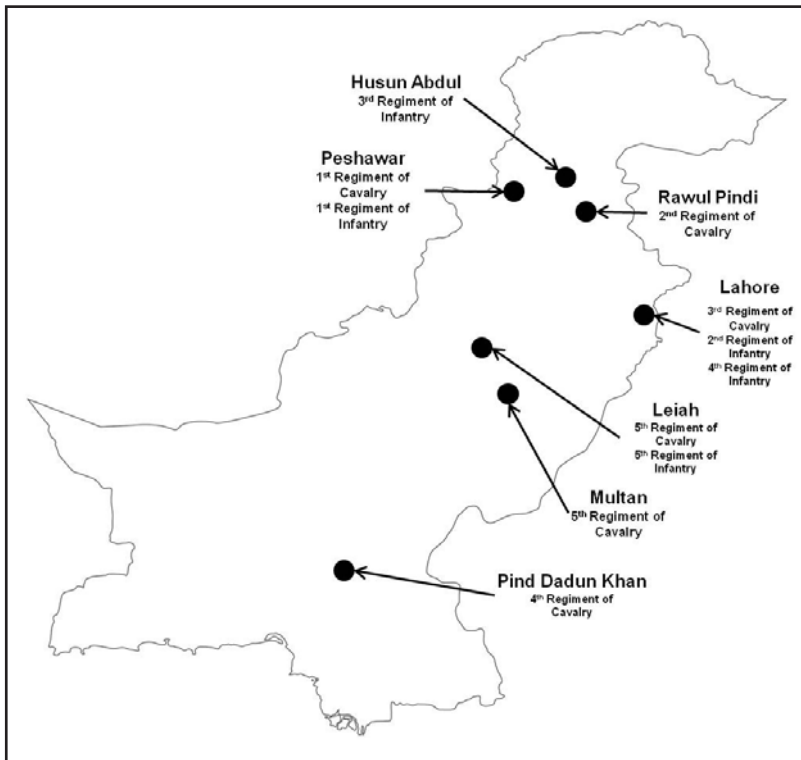 Husun Abdul
3rd Regiment of
Infantry
Peshawar
1st Regiment of
Cavalry
1st Regiment of
Infantry
Rawul Pindi
2nd Regiment of
Cavalry
Lahore
3rd Regiment of
Cavalry
2nd Regiment of
Infantry
4th Regiment of
Infantry
Leiah
5th Regiment of
Cavalry
5th Regiment of
Infantry
Multan
5th Regiment of
Cavalry
Pind Dadun Khan
4th Regiment of
Cavalry